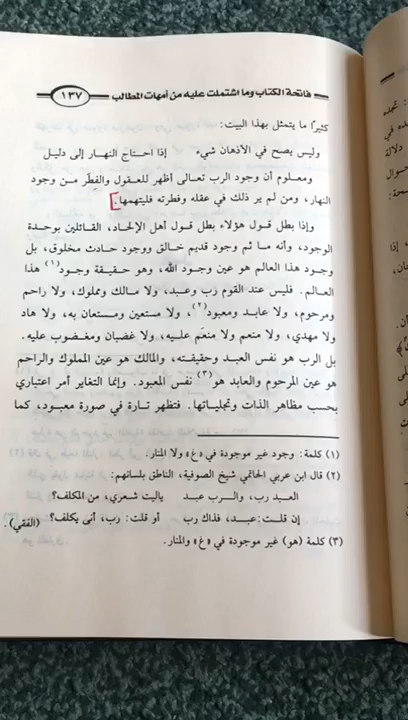 فاتحة الكتاب وما اشتملت عليه من أمهات المطالب ١٣٧
كثيرًا ما يتمثل بهذا البيت:
وليس يصح في الأذهان شيء إذا احتاج النهار إلى دليل
ومعلوم أن وجود الرب تعالى أظهر للعقول والفِطَر من وجود
النهار، ومن لم ير ذلك في عقله وفطرته فليتهمها.
وإذا بطل قول هؤلاء بطل قول أهل الإلحاد، القائلين بوحدة
الوجود، وأنه ما ثم وجود قديم خالق ووجود حادث مخلوق، بل
وجود هذا العالم هو عين وجود الله، وهو حقيقة وجود(١) هذا
العالم. فليس عند القوم رب وعبد، ولا مالك ومملوك، ولا راحم
ومرحوم، ولا عابد ومعبود(٢)، ولا مستعين ومستعان به، ولا هاد
ولا مهدي، ولا منعم ولا منعَم عليه، ولا غضبان ومغضوب عليه.
بل الرب هو نفس العبد وحقيقته، والمالك هو عين المملوك والراحم
هو عين المرحوم والعابد هو(٣) نفس المعبود. وإنما التغاير أمر اعتباري
بحسب مظاهر الذات وتجلياتها. فتظهر تارة في صورة معبود، كما
(١) كلمة: وجود غير موجودة في «غ» ولا المنار.
(٢) قال ابن عربي الحاتمي شيخ الصوفية، الناطق بلسانهم:
العبد رب، والرب عبد ياليت شعري، من المكلف؟
إن قلت: عبد، فذاك رب أو قلت: رب، أنى يكلف؟ (الفقي).
(٣) كلمة (هو) غير موجودة في «غ» والمنار.